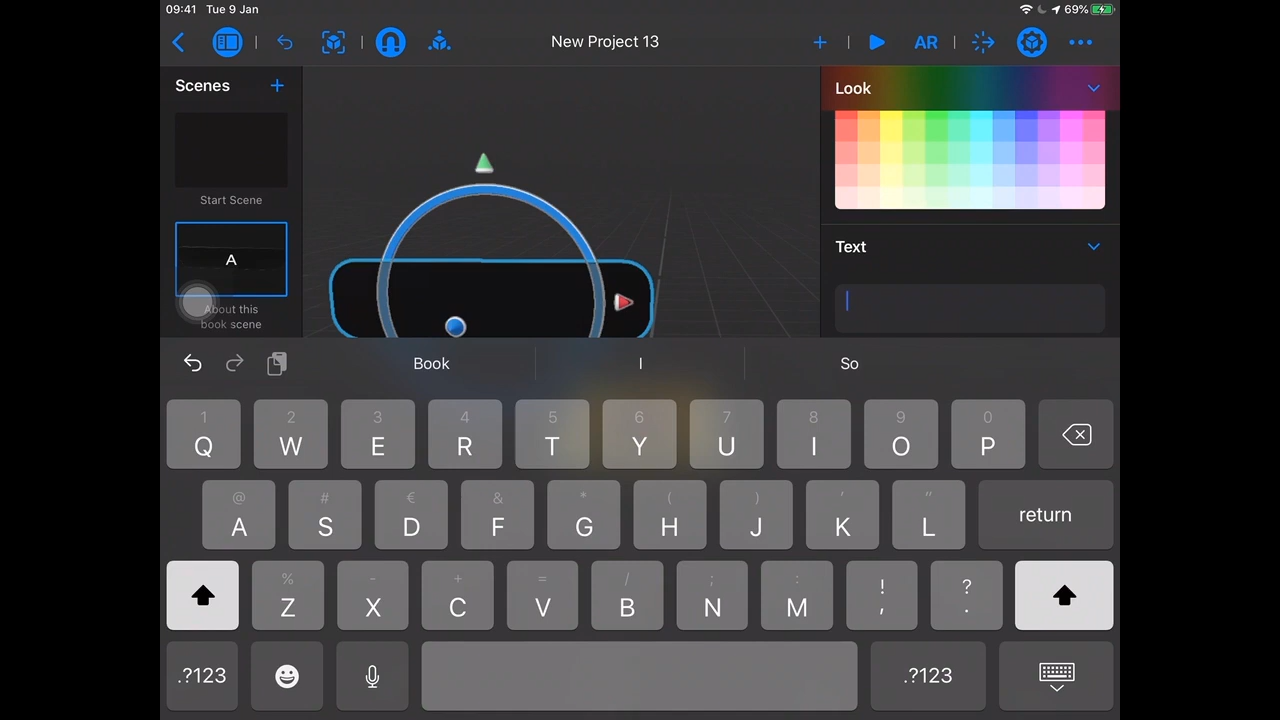 09:41 Tue 9 Jan 69%
New Project 13 AR
Scenes
Start Scene
A
About this
book scene
Look
Text
Book I So
1 2 3 4 5 6 7 8 9 0
Q W E R T Y U I O P
@ # € & * ( ) ' "
A S D F G H J K L return
% - + = / ; : ! ?
Z X C V B N M , .
.?123 .?123